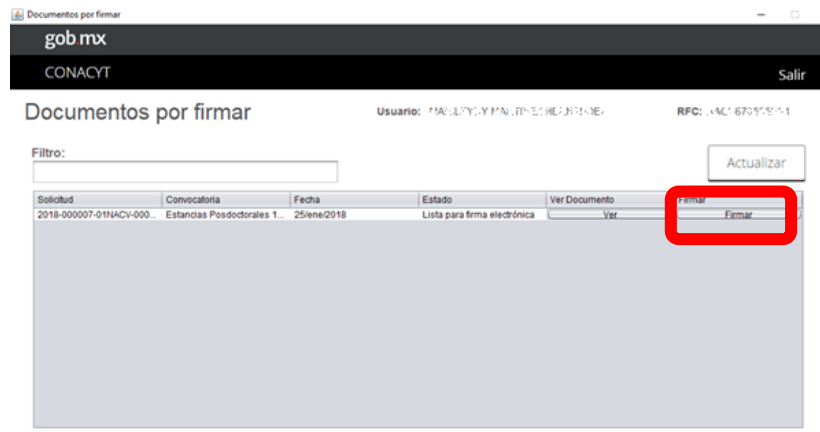 Documentos por firmar
gob.mx
CONACYT
Salir
Documentos por firmar
Usuario:
RFC:
Filtro:
Actualizar
Solicitud Convocatoria Fecha Estado Ver Documento Firmar
2018-000007-01NACV-000... Estancias Posdoctorales 1... 25/ene/2018 Lista para firma electrónica Ver Firmar